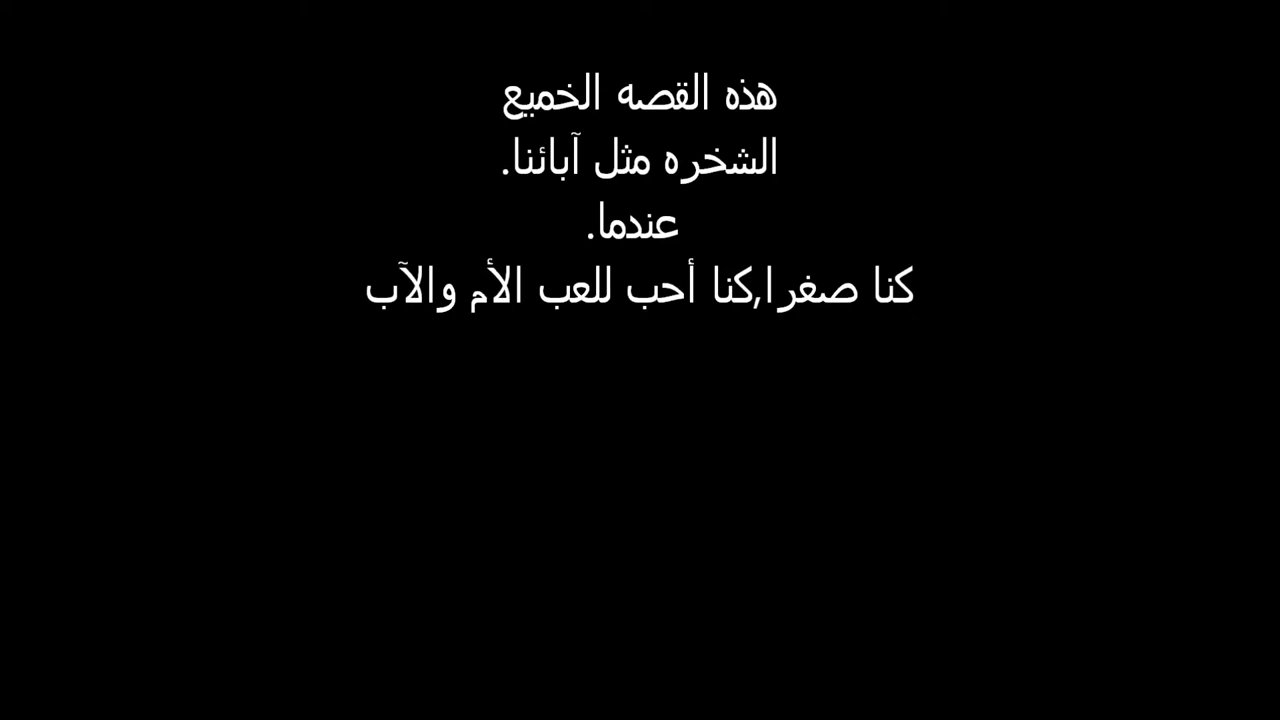 هذه القصه الخميع
الشخره مثل آبائنا.
عندما.
كنا صغرا,كنا أحب للعب الأم والآب